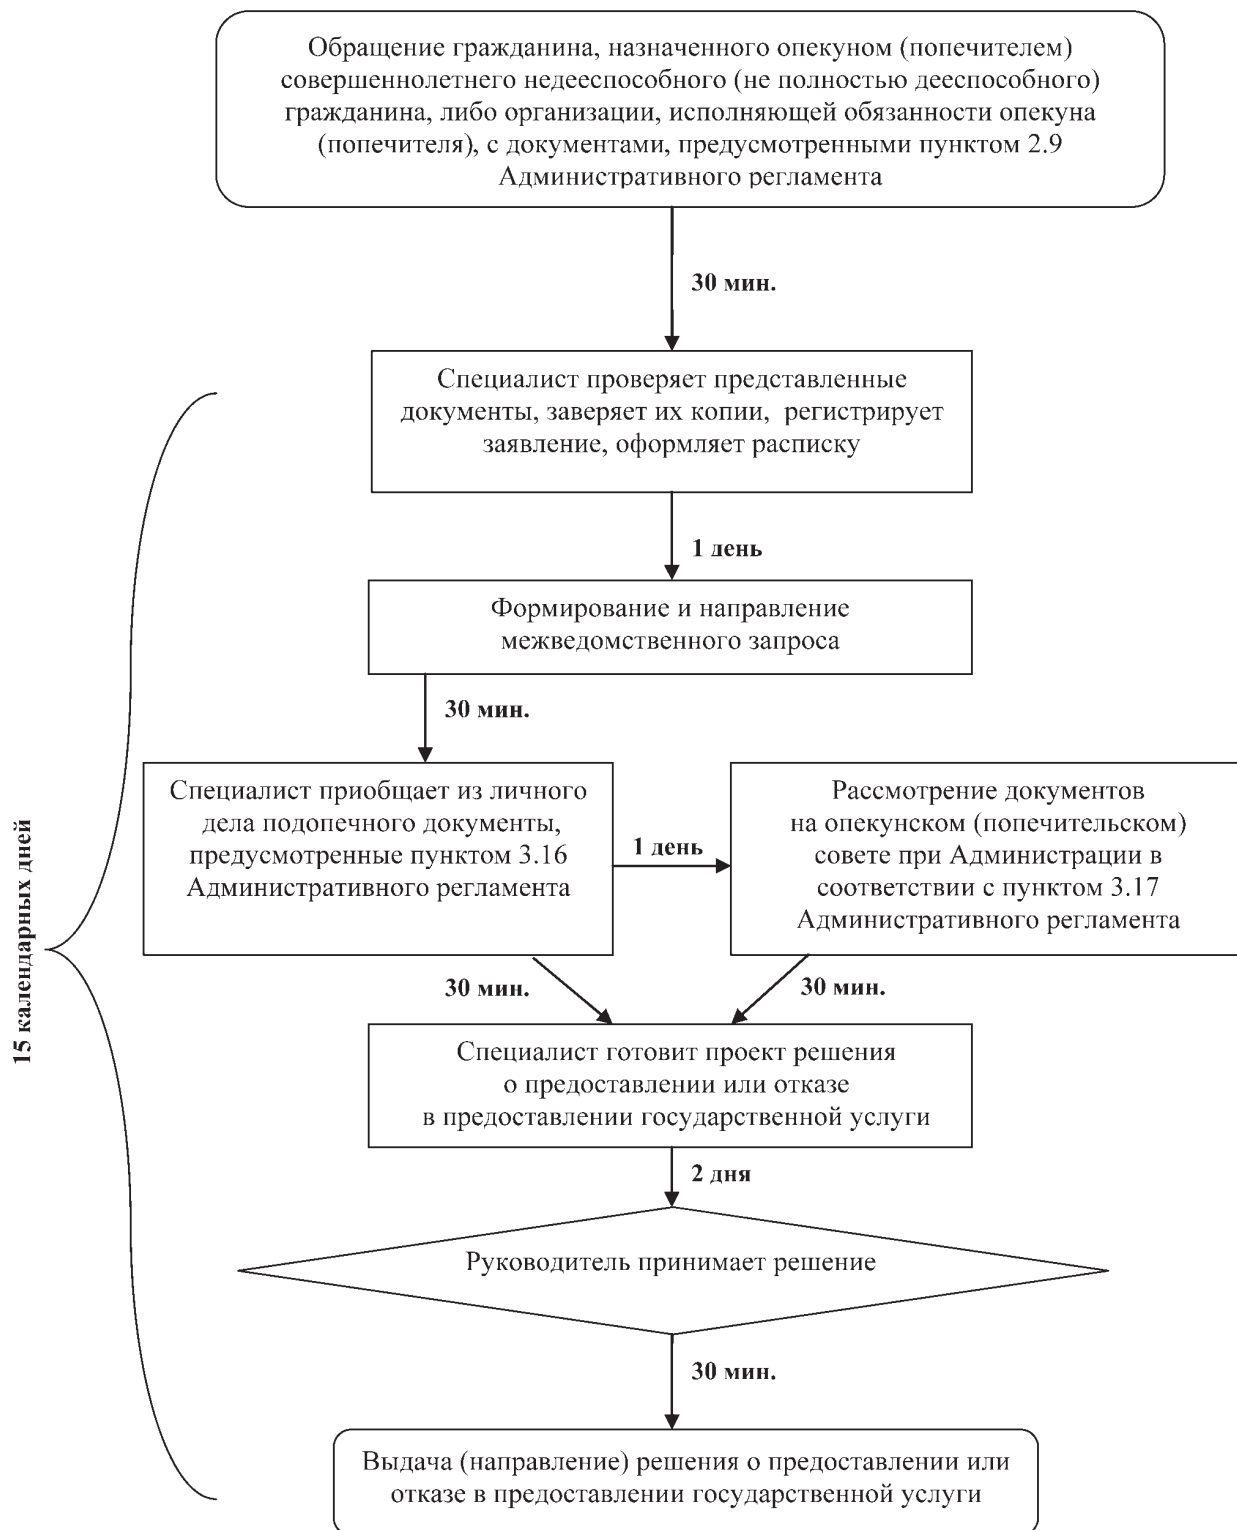 Обращение гражданина, назначенного опекуном (попечителем)
совершеннолетнего недееспособного (не полностью дееспособного)
гражданина, либо организации, исполняющей обязанности опекуна
(попечителя), с документами, предусмотренными пунктом 2.9
Административного регламента
30 мин.
Специалист проверяет представленные
документы, заверяет их копии, регистрирует
заявление, оформляет расписку
1 день
Формирование и направление
межведомственного запроса
30 мин.
Специалист приобщает из личного
дела подопечного документы,
предусмотренные пунктом 3.16
Административного регламента
1 день
Рассмотрение документов
на опекунском (попечительском)
совете при Администрации в
соответствии с пунктом 3.17
Административного регламента
30 мин.
30 мин.
Специалист готовит проект решения
о предоставлении или отказе
в предоставлении государственной услуги
2 дня
Руководитель принимает решение
30 мин.
Выдача (направление) решения о предоставлении или
отказе в предоставлении государственной услуги
15 календарных дней